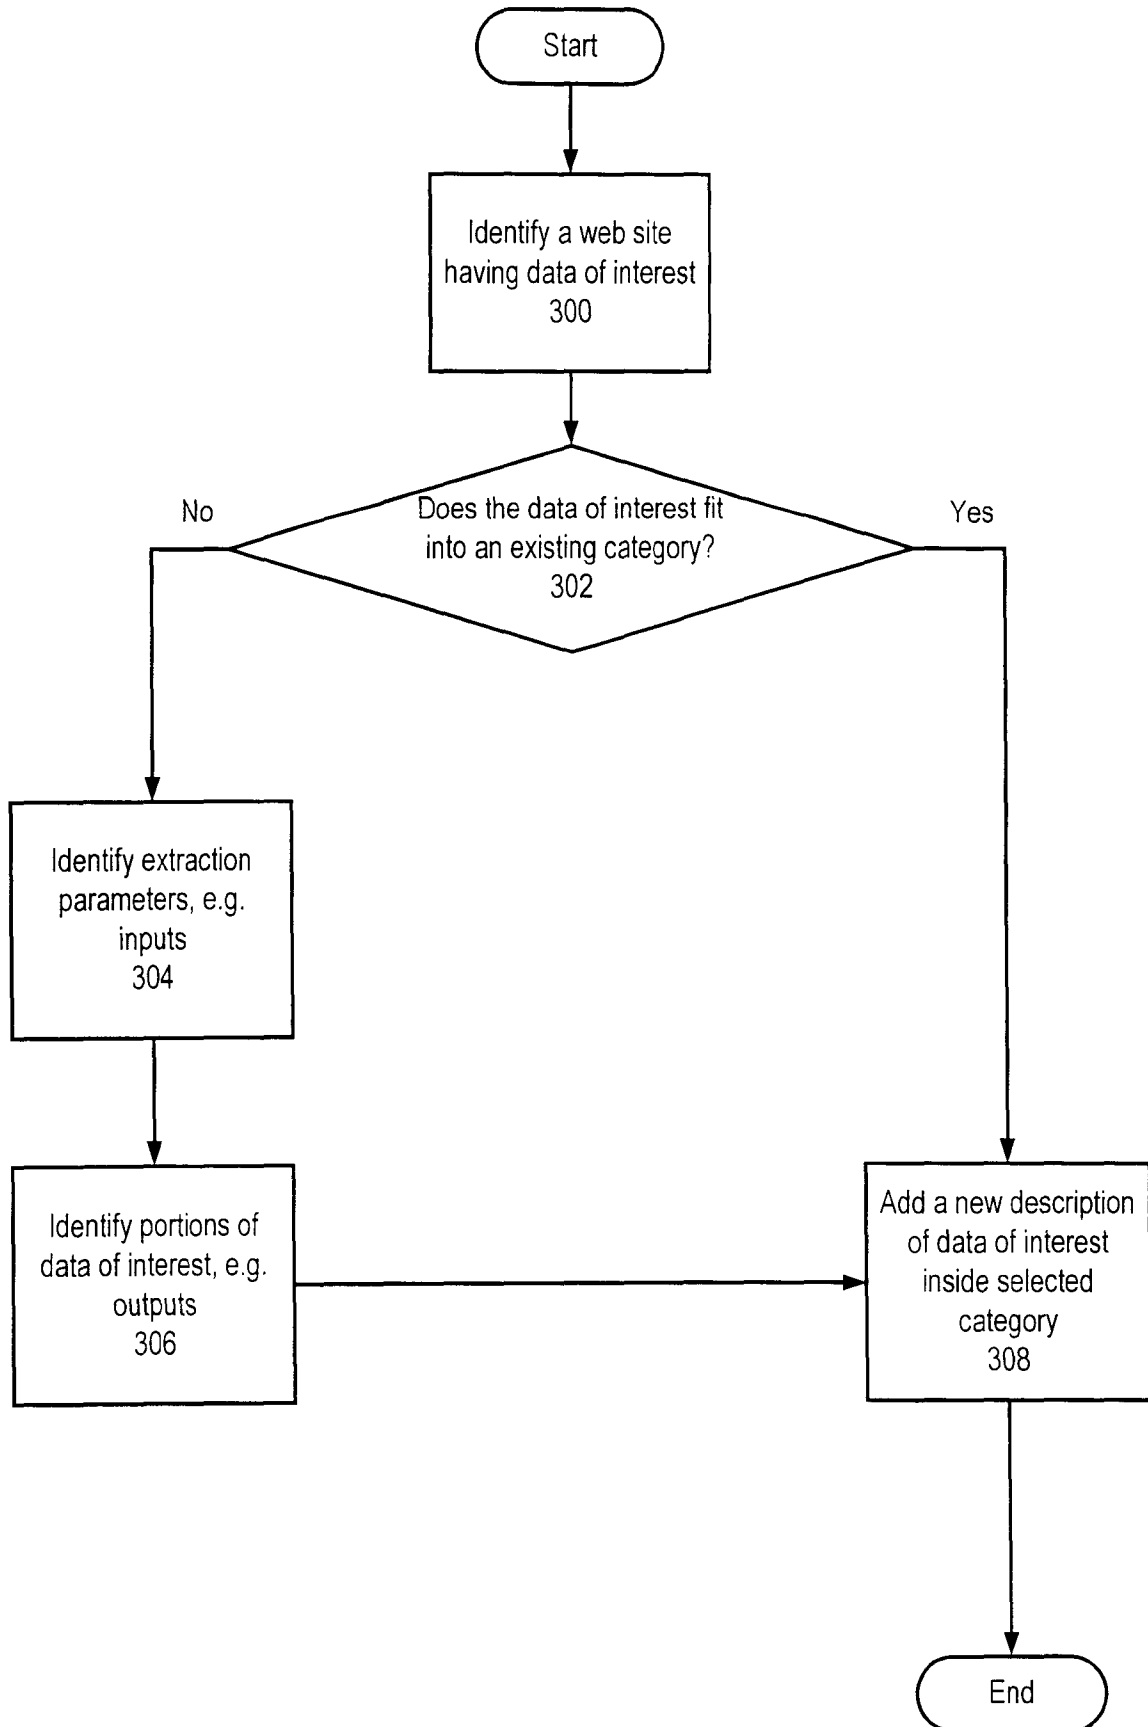 Start
Identify a web site
having data of interest
300
No
Does the data of interest fit
into an existing category?
302
Yes
Identify extraction
parameters, e.g.
inputs
304
Identify portions of
data of interest, e.g.
outputs
306
Add a new description
of data of interest
inside selected
category
308
End